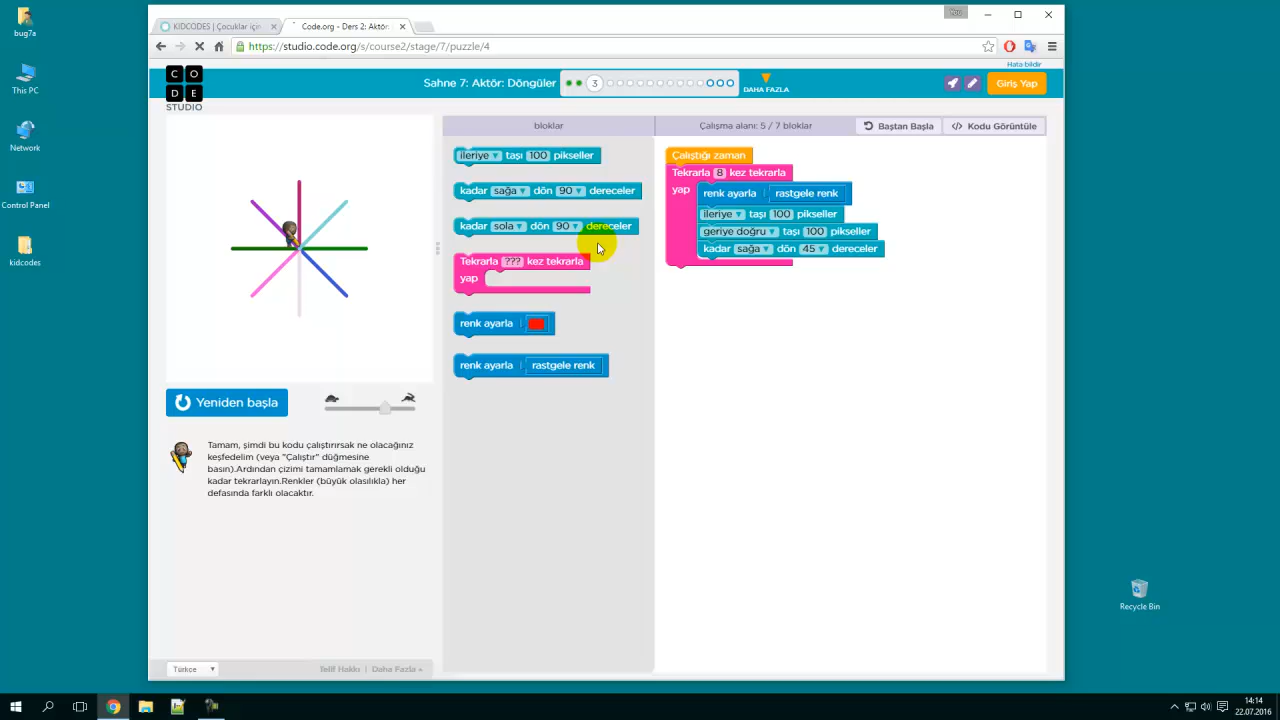 bug7a
This PC
Network
Control Panel
kidcodes
KIDCODES | Çocuklar için
Code.org - Ders 2: Aktör:
You
https://studio.code.org/s/course2/stage/7/puzzle/4
Hata bildir
C O
D E
STUDIO
Sahne 7: Aktör: Döngüler
3
DAHA FAZLA
Giriş Yap
bloklar
Çalışma alanı: 5 / 7 bloklar
Baştan Başla
Kodu Görüntüle
ileriye taşı 100 pikseller
kadar sağa dön 90 dereceler
kadar sola dön 90 dereceler
Tekrarla ??? kez tekrarla
yap
renk ayarla
renk ayarla rastgele renk
Çalıştığı zaman
Tekrarla 8 kez tekrarla
yap
renk ayarla rastgele renk
ileriye taşı 100 pikseller
geriye doğru taşı 100 pikseller
kadar sağa dön 45 dereceler
Yeniden başla
Tamam, şimdi bu kodu çalıştırırsak ne olacağınız
keşfedelim (veya "Çalıştır" düğmesine
basın).Ardından çizimi tamamlamak gerekli olduğu
kadar tekrarlayın.Renkler (büyük olasılıkla) her
defasında farklı olacaktır.
Türkçe
Telif Hakkı | Daha Fazla
Recycle Bin
14:14
22.07.2016